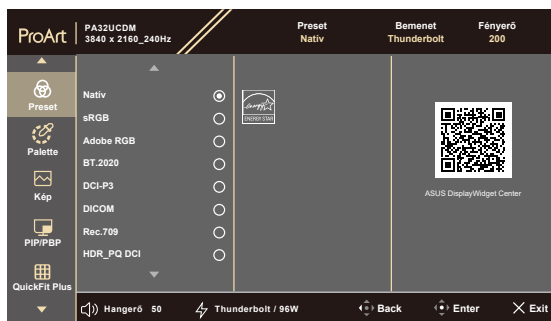 ProArt
PA32UCDM
3840 x 2160_240Hz
Preset
Natív
Bemenet
Thunderbolt
Fényerő
200
Preset
Palette
Kép
PIP/PBP
QuickFit Plus
Natív
sRGB
Adobe RGB
BT.2020
DCI-P3
DICOM
Rec.709
HDR_PQ DCI
energy
ENERGY STAR
ASUS DisplayWidget Center
Hangerő 50
Thunderbolt / 96W
Back
Enter
Exit